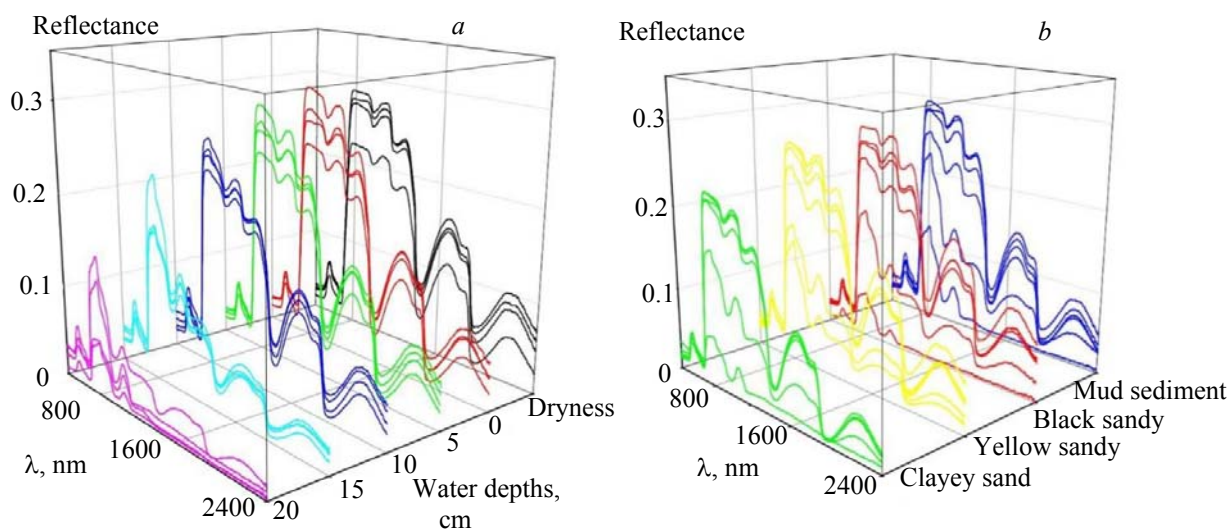 Reflectance
a
0.3
0.2
0.1
0
800
1600
2400
λ, nm
20
15
10
5
0
Dryness
Water depths,
cm
Reflectance
b
0.3
0.2
0.1
0
800
1600
2400
λ, nm
Mud sediment
Black sandy
Yellow sandy
Clayey sand